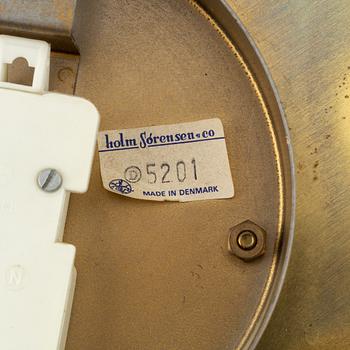 holm Sørensen & co
D 5201
MADE IN DENMARK
N